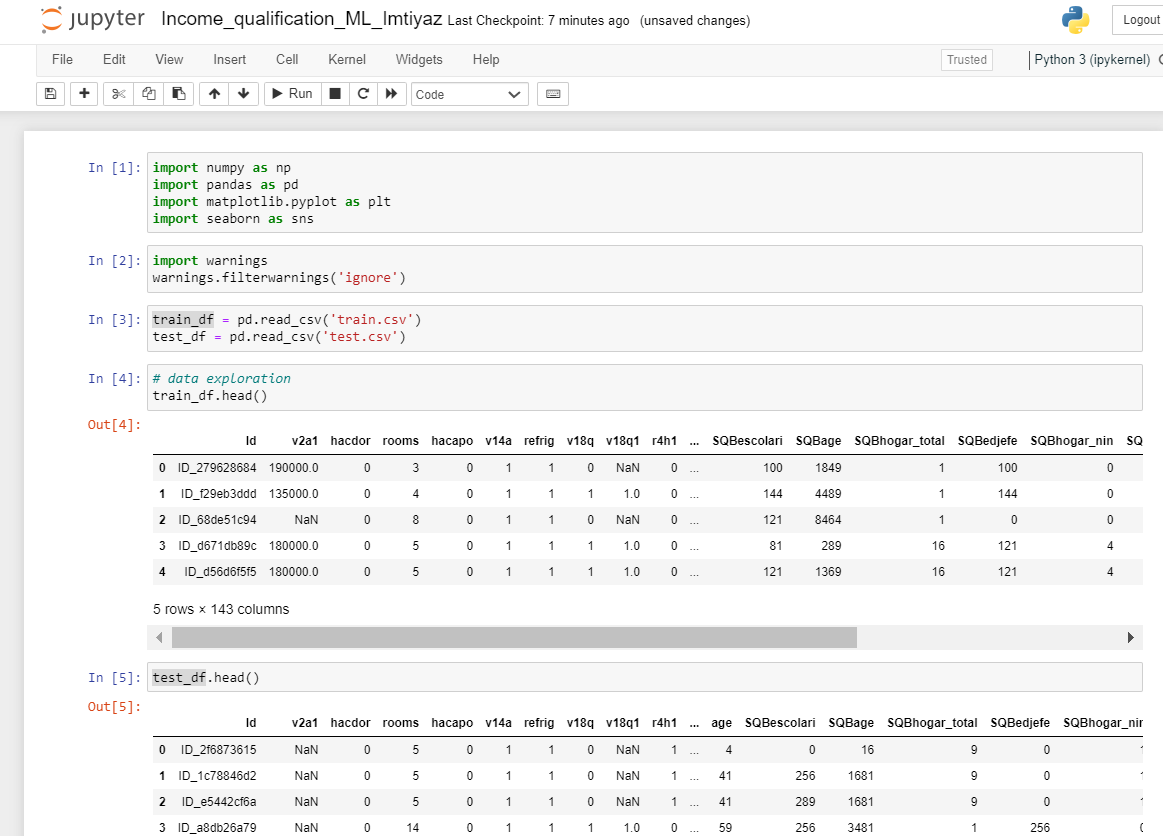 jupyter Income_qualification_ML_Imtiyaz Last Checkpoint: 7 minutes ago (unsaved changes)
Logout
File Edit View Insert Cell Kernel Widgets Help
Trusted Python 3 (ipykernel)
Run Code
In [1]: import numpy as np
import pandas as pd
import matplotlib.pyplot as plt
import seaborn as sns
In [2]: import warnings
warnings.filterwarnings('ignore')
In [3]: train_df = pd.read_csv('train.csv')
test_df = pd.read_csv('test.csv')
In [4]: # data exploration
train_df.head()
Out[4]:
Id v2a1 hacdor rooms hacapo v14a refrig v18q v18q1 r4h1 ... SQBescolari SQBage SQBhogar_total SQBedjefe SQBhogar_nin SQ
0 ID_279628684 190000.0 0 3 0 1 1 0 NaN 0 ... 100 1849 1 100 0
1 ID_f29eb3ddd 135000.0 0 4 0 1 1 1 1.0 0 ... 144 4489 1 144 0
2 ID_68de51c94 NaN 0 8 0 1 1 0 NaN 0 ... 121 8464 1 0 0
3 ID_d671db89c 180000.0 0 5 0 1 1 1 1.0 0 ... 81 289 16 121 4
4 ID_d56d6f5f5 180000.0 0 5 0 1 1 1 1.0 0 ... 121 1369 16 121 4
5 rows × 143 columns
In [5]: test_df.head()
Out[5]:
Id v2a1 hacdor rooms hacapo v14a refrig v18q v18q1 r4h1 ... age SQBescolari SQBage SQBhogar_total SQBedjefe SQBhogar_nin
0 ID_2f6873615 NaN 0 5 0 1 1 0 NaN 1 ... 4 0 16 9 0
1 ID_1c78846d2 NaN 0 5 0 1 1 0 NaN 1 ... 41 256 1681 9 0
2 ID_e5442cf6a NaN 0 5 0 1 1 0 NaN 1 ... 41 289 1681 9 0
3 ID_a8db26a79 NaN 0 14 0 1 1 1 1.0 0 ... 59 256 3481 1 256